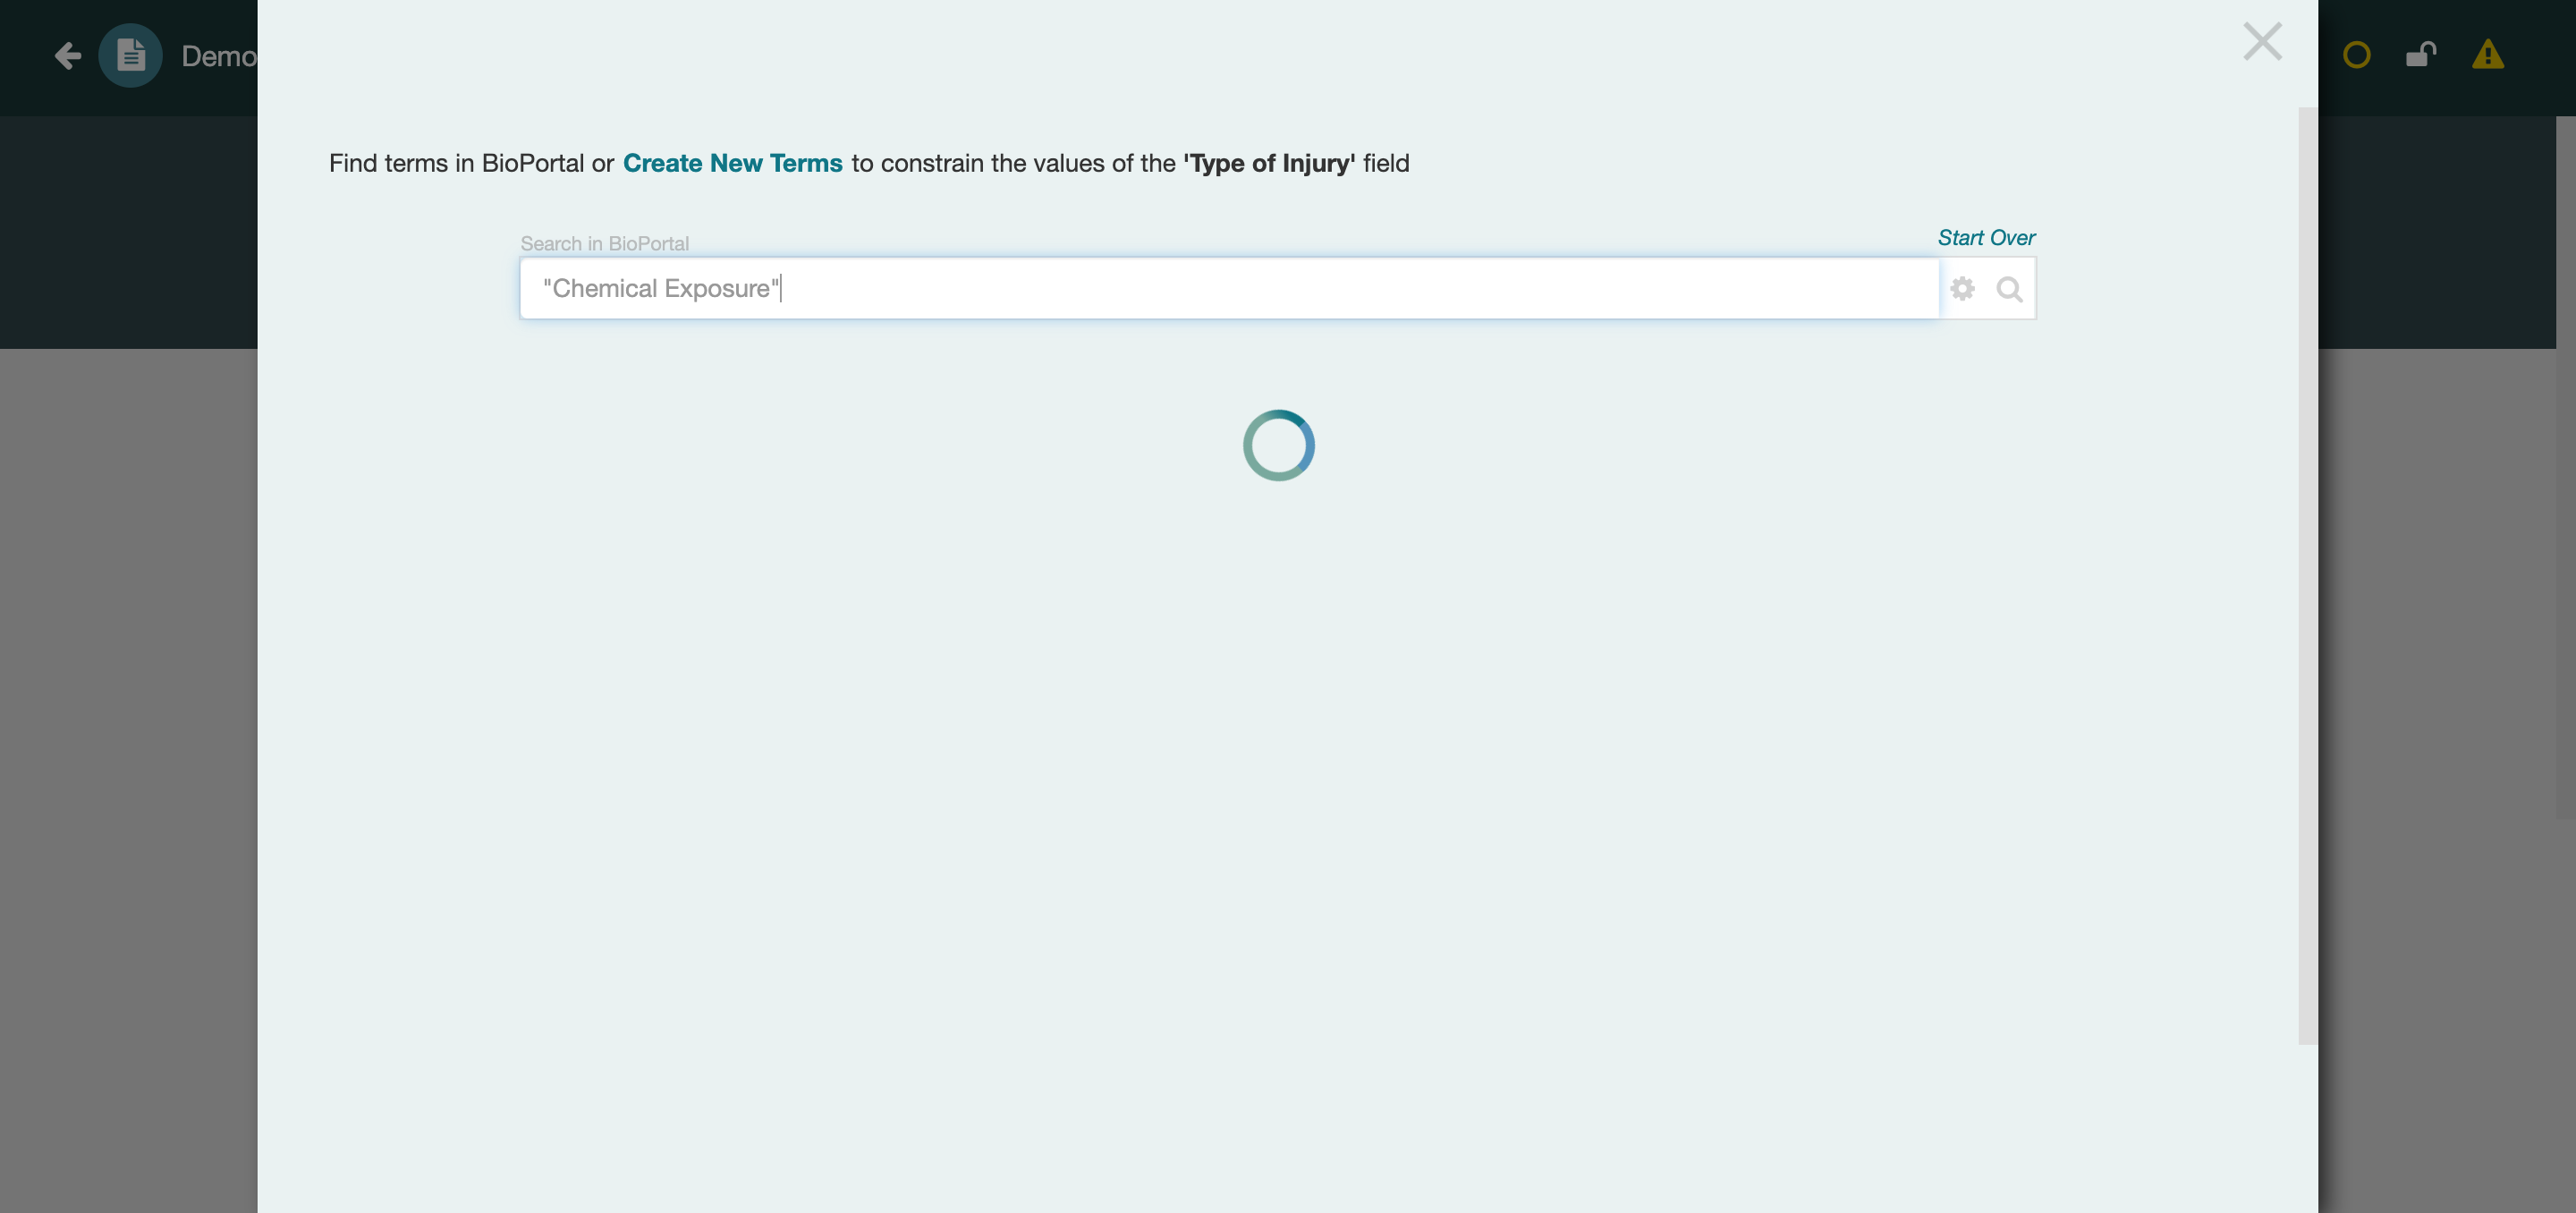 Demo
Find terms in BioPortal or Create New Terms to constrain the values of the 'Type of Injury' field
Search in BioPortal
Start Over
"Chemical Exposure"